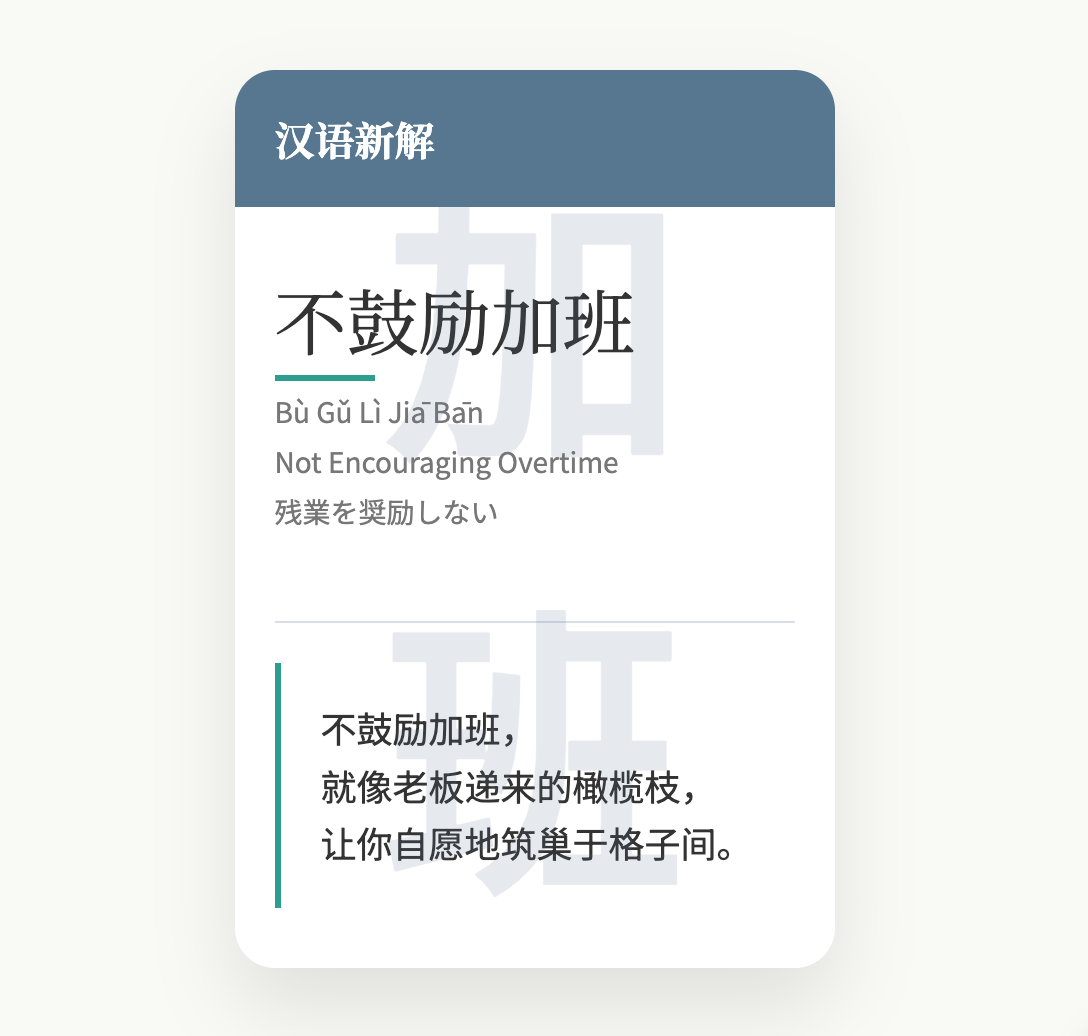 汉语新解
不鼓励加班
Bù Gǔ Lì Jiā Bān
Not Encouraging Overtime
残業を奨励しない
不鼓励加班，
就像老板递来的橄榄枝，
让你自愿地筑巢于格子间。
加
班